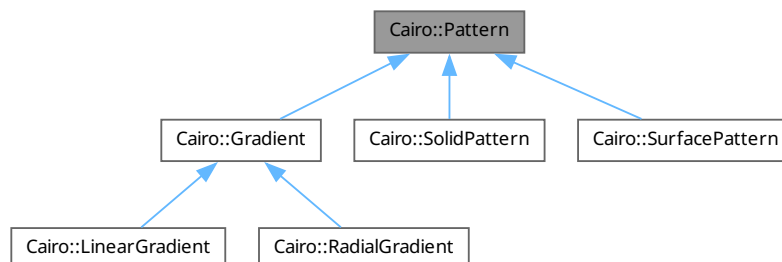 Cairo::Pattern
Cairo::Gradient
Cairo::SolidPattern
Cairo::SurfacePattern
Cairo::LinearGradient
Cairo::RadialGradient